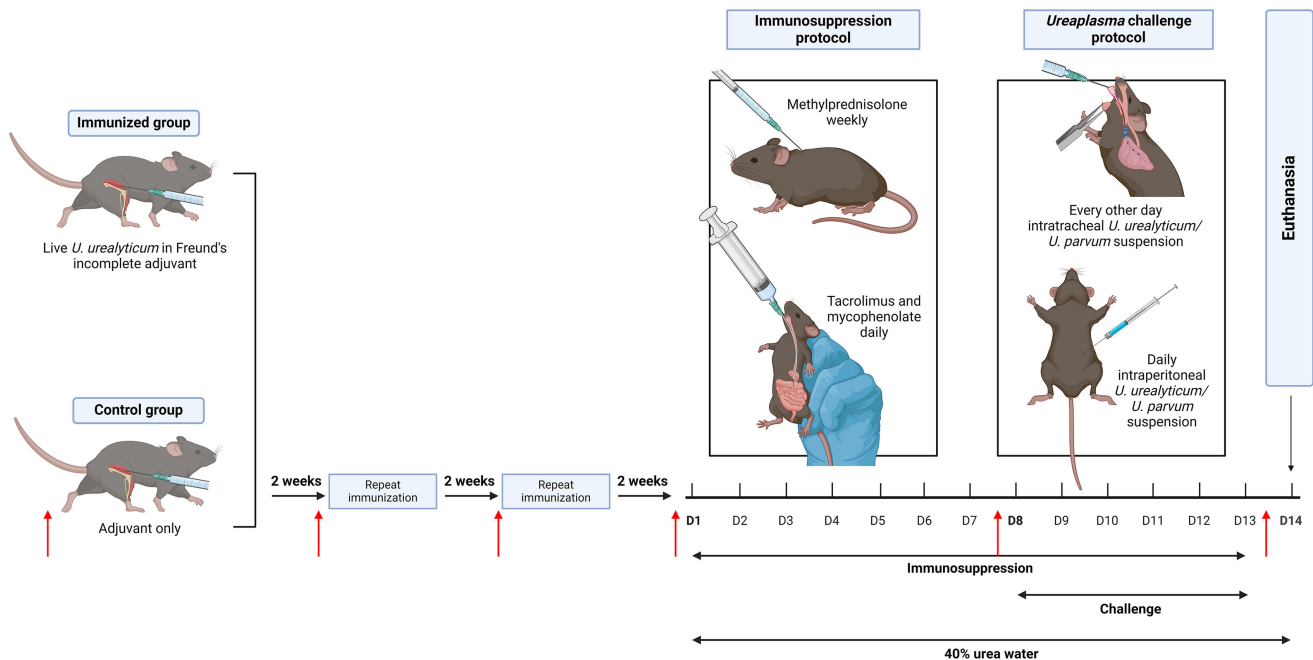 Immunosuppression
protocol
Ureaplasma challenge
protocol
Euthanasia
Immunized group
Live U. urealyticum in Freund's
incomplete adjuvant
Methylprednisolone
weekly
Tacrolimus and
mycophenolate
daily
Every other day
intratracheal U. urealyticum/
U. parvum suspension
Daily
intraperitoneal
U. urealyticum/
U. parvum
suspension
Control group
Adjuvant only
2 weeks
Repeat
immunization
2 weeks
Repeat
immunization
2 weeks
D1 D2 D3 D4 D5 D6 D7 D8 D9 D10 D11 D12 D13 D14
Immunosuppression
Challenge
40% urea water